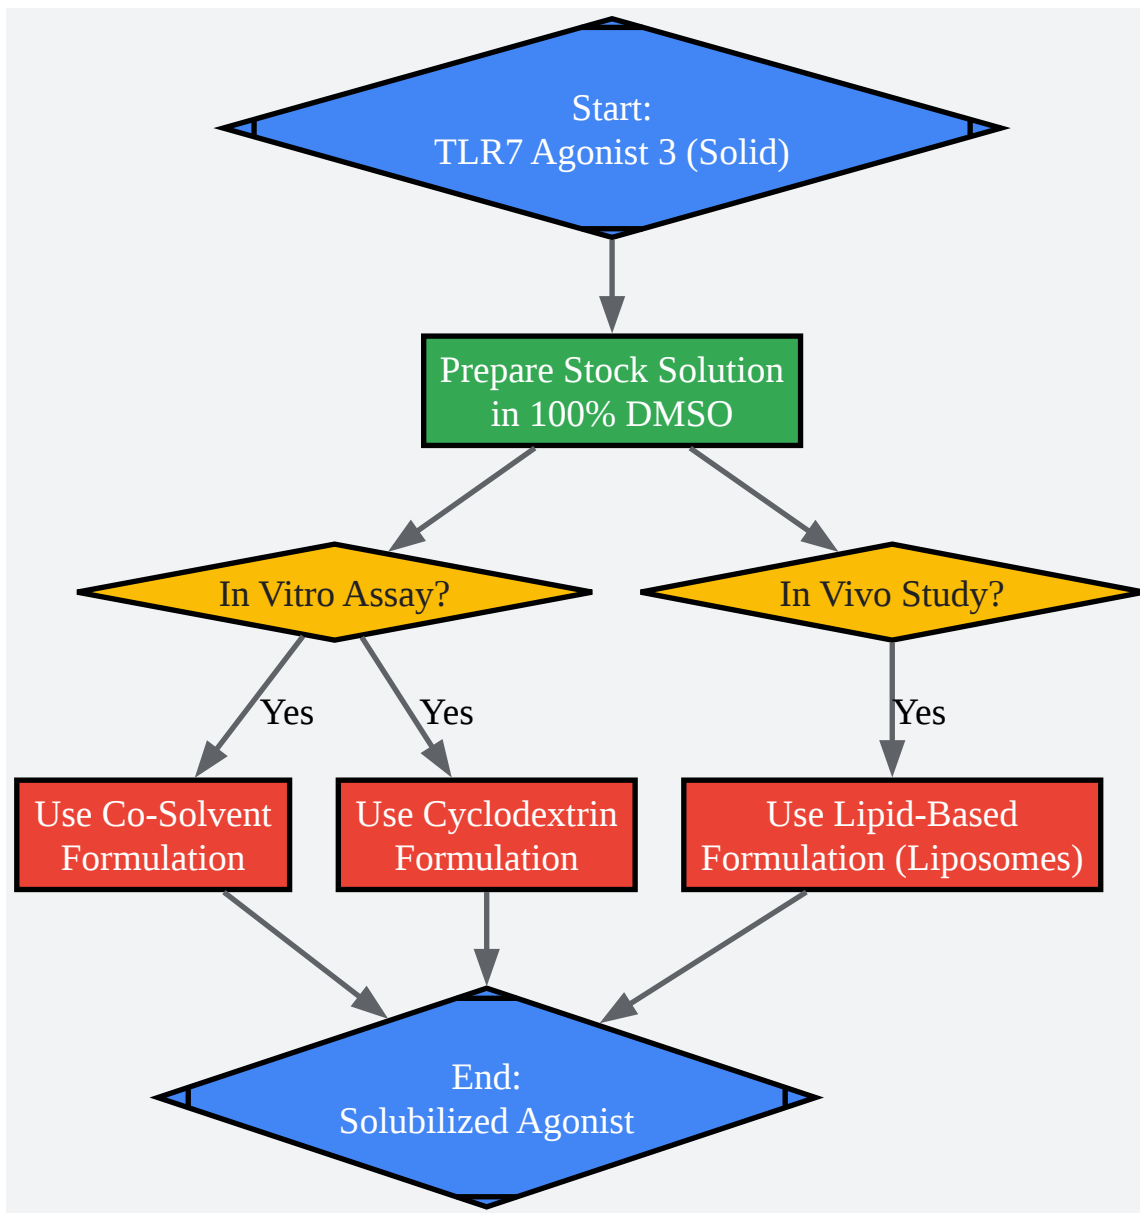 Start:
TLR7 Agonist 3 (Solid)
Prepare Stock Solution
in 100% DMSO
In Vitro Assay?
In Vivo Study?
Yes
Yes
Yes
Use Co-Solvent
Formulation
Use Cyclodextrin
Formulation
Use Lipid-Based
Formulation (Liposomes)
End:
Solubilized Agonist